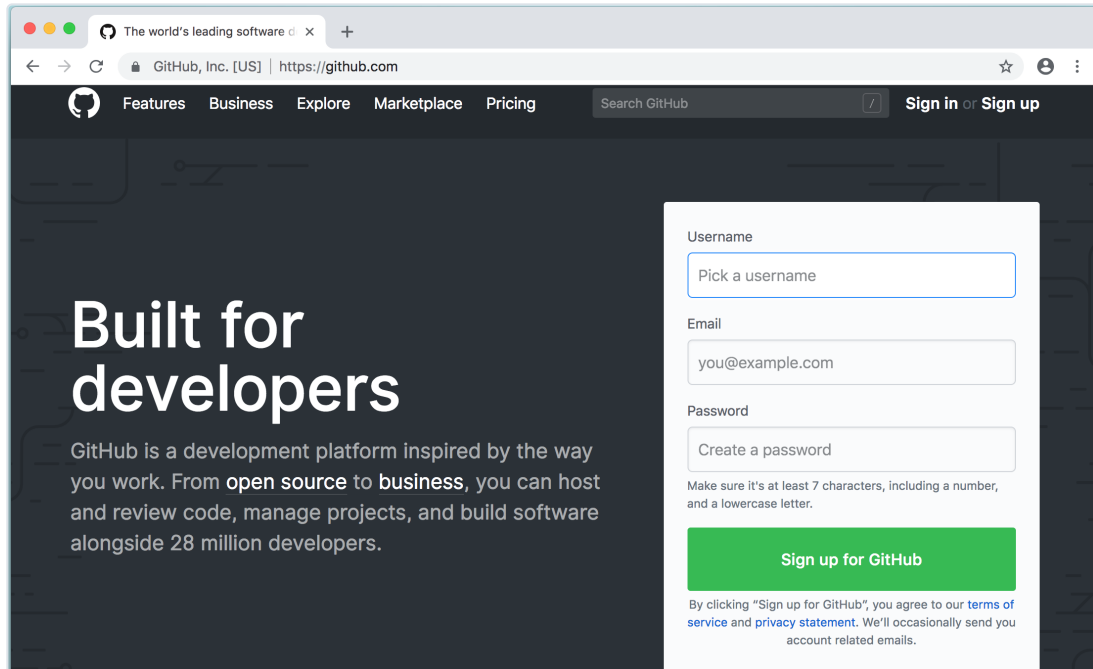 The world's leading software d
GitHub, Inc. [US] | https://github.com
Features Business Explore Marketplace Pricing Search GitHub / Sign in or Sign up
Username
Pick a username
Email
you@example.com
Password
Create a password
Make sure it's at least 7 characters, including a number,
and a lowercase letter.
Sign up for GitHub
By clicking “Sign up for GitHub”, you agree to our terms of
service and privacy statement. We'll occasionally send you
account related emails.
Built for
developers
GitHub is a development platform inspired by the way
you work. From open source to business, you can host
and review code, manage projects, and build software
alongside 28 million developers.